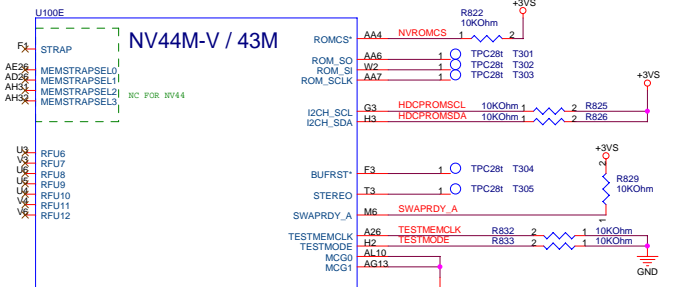 U100E
+3VS
R822
10KOhm
NV44M-V / 43M
ROMCS* AA4 NVROMCS 1 2
F1 STRAP
ROM_SO AA6 1 TPC28t T301
ROM_SI W2 1 TPC28t T302
ROM_SCLK AA7 1 TPC28t T303
AE26 MEMSTRAPSEL0
AD26 MEMSTRAPSEL1
AH31 MEMSTRAPSEL2
AH32 MEMSTRAPSEL3
NC FOR NV44
+3VS
I2CH_SCL G3 HDCPROMSCL 10KOhm 1 2 R825
I2CH_SDA H3 HDCPROMSDA 10KOhm 1 2 R826
U3 RFU6
V3 RFU7
U6 RFU8
U5 RFU9
U4 RFU10
V4 RFU11
V6 RFU12
+3VS
BUFRST* F3 1 TPC28t T304
2
R829
10KOhm
STEREO T3 1 TPC28t T305
SWAPRDY_A M6 SWAPRDY_A
1
TESTMEMCLK A26 TESTMEMCLK R832 2 1 10KOhm
TESTMODE H2 TESTMODE R833 2 1 10KOhm
MCG0 AL10
MCG1 AG13
GND